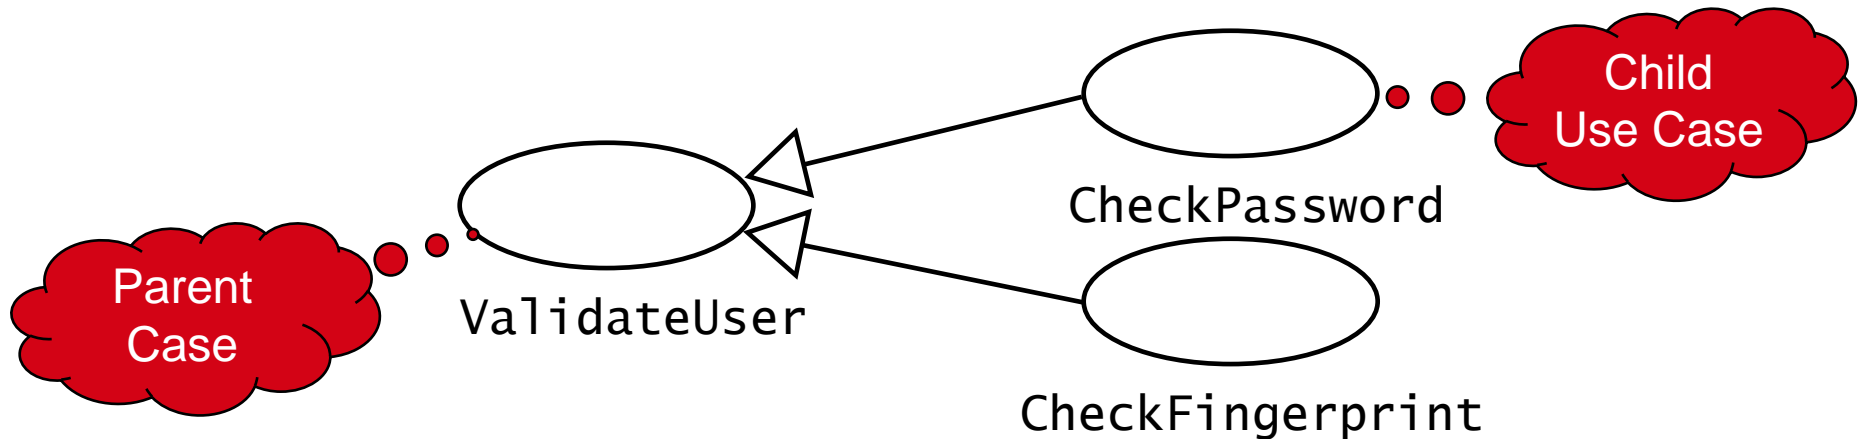 Child
Use Case
CheckPassword
Parent
Case
ValidateUser
CheckFingerprint